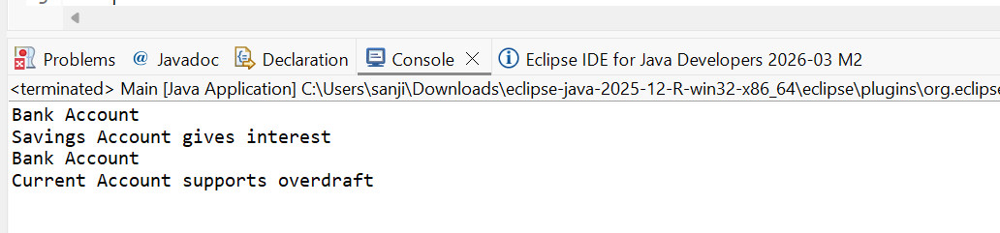 Problems @ Javadoc Declaration Console Eclipse IDE for Java Developers 2026-03 M2
<terminated> Main [Java Application] C:\Users\sanji\Downloads\eclipse-java-2025-12-R-win32-x86_64\eclipse\plugins\org.eclipse
Bank Account
Savings Account gives interest
Bank Account
Current Account supports overdraft